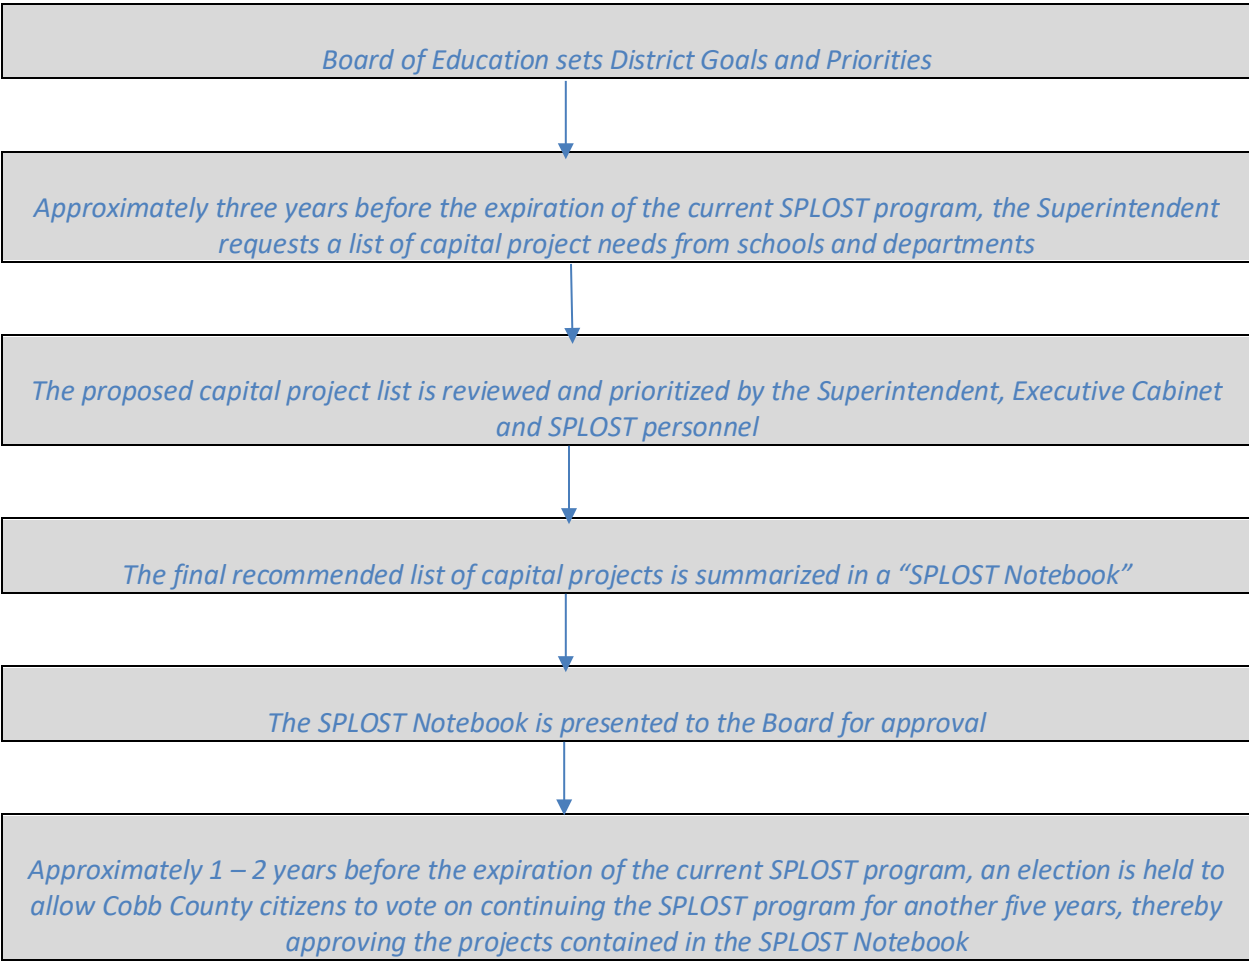 Board of Education sets District Goals and Priorities
Approximately three years before the expiration of the current SPLOST program, the Superintendent
requests a list of capital project needs from schools and departments
The proposed capital project list is reviewed and prioritized by the Superintendent, Executive Cabinet
and SPLOST personnel
The final recommended list of capital projects is summarized in a “SPLOST Notebook”
The SPLOST Notebook is presented to the Board for approval
Approximately 1 – 2 years before the expiration of the current SPLOST program, an election is held to
allow Cobb County citizens to vote on continuing the SPLOST program for another five years, thereby
approving the projects contained in the SPLOST Notebook